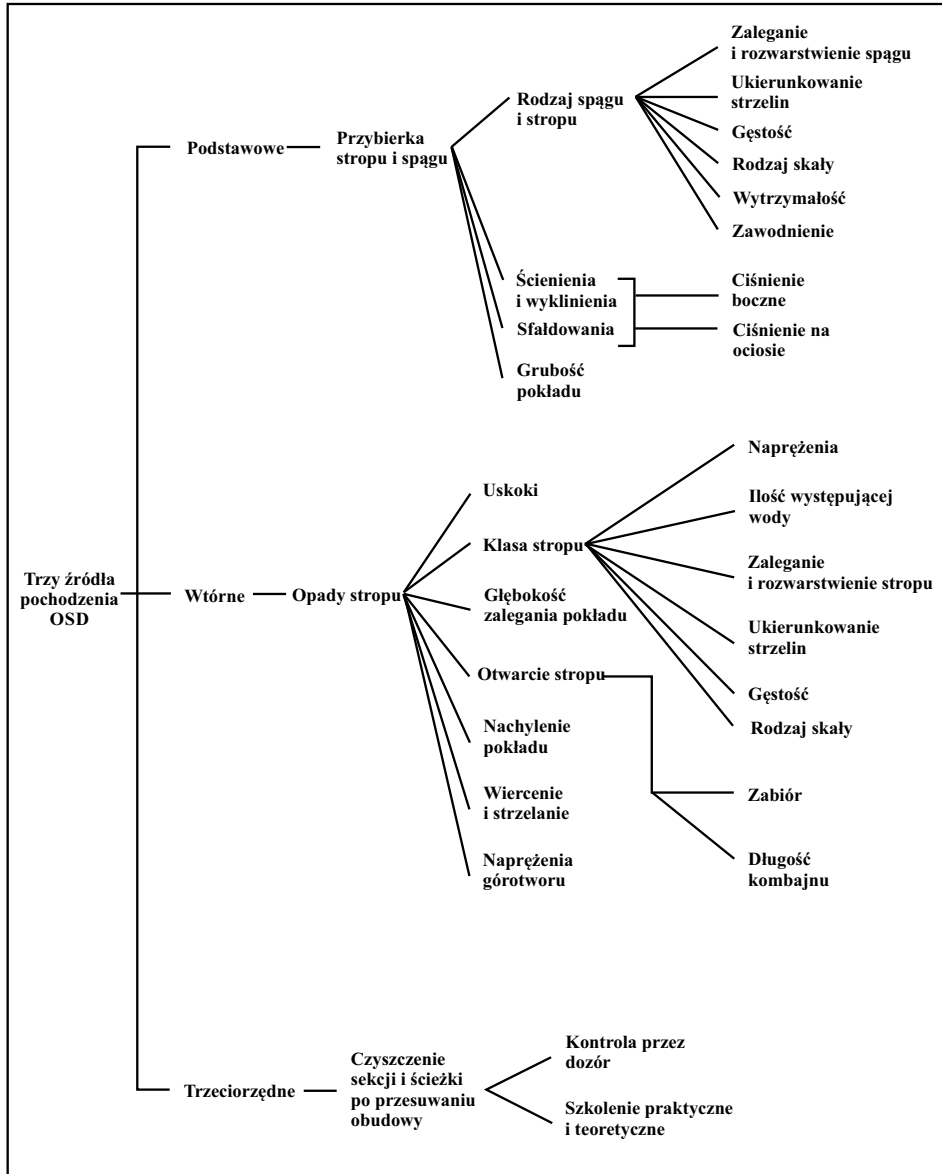 Trzy źródła
pochodzenia
OSD
Podstawowe
Przybierka
stropu i spągu
Rodzaj spągu
i stropu
Zaleganie
i rozwarstwienie spągu
Ukierunkowanie
strzelin
Gęstość
Rodzaj skały
Wytrzymałość
Zawodnienie
Ścienienia
i wyklinienia
Sfałdowania
Ciśnienie
boczne
Ciśnienie na
ociosie
Grubość
pokładu
Wtórne
Opady stropu
Uskoki
Klasa stropu
Naprężenia
Ilość występującej
wody
Zaleganie
i rozwarstwienie stropu
Ukierunkowanie
strzelin
Gęstość
Rodzaj skały
Głębokość
zalegania pokładu
Otwarcie stropu
Zabiór
Długość
kombajnu
Nachylenie
pokładu
Wiercenie
i strzelanie
Naprężenia
górotworu
Trzeciorzędne
Czyszczenie
sekcji i ścieżki
po przesuwaniu
obudowy
Kontrola przez
dozór
Szkolenie praktyczne
i teoretyczne